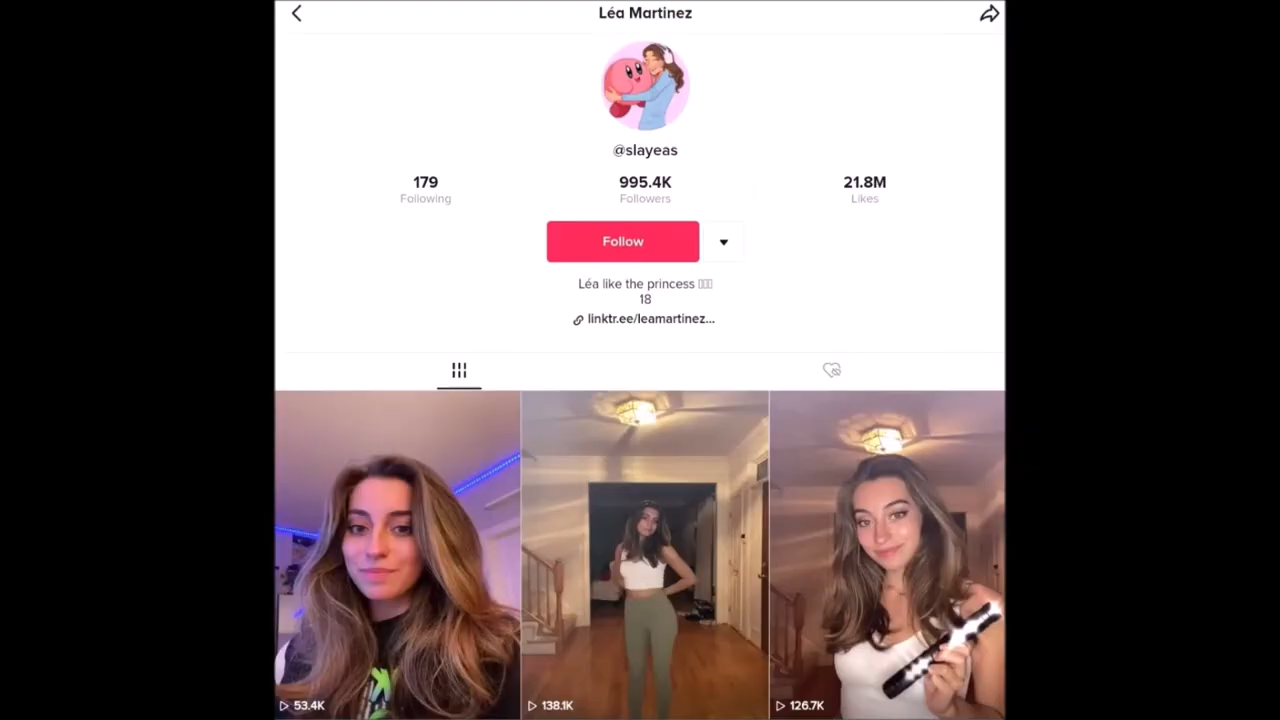 Léa Martinez
@slayeas
179
995.4K
21.8M
Following
Followers
Likes
Follow
Léa like the princess
18
linktr.ee/leamartinez...
53.4K
138.1K
126.7K